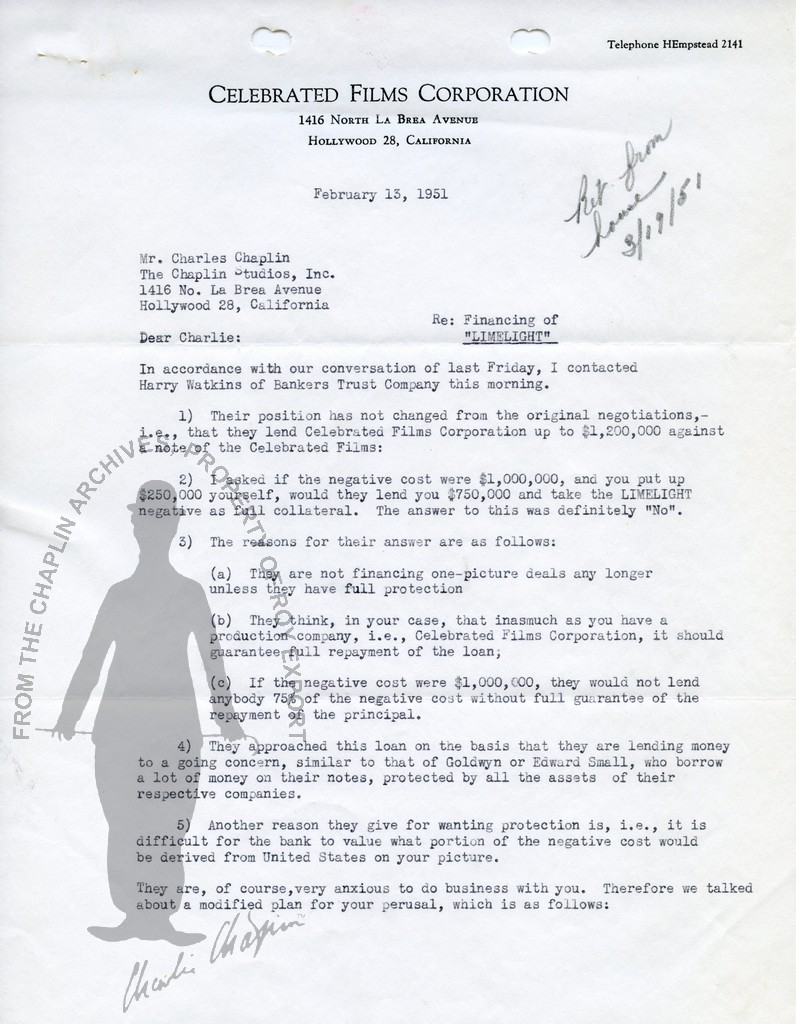 Telephone HEmpstead 2141
CELEBRATED FILMS CORPORATION
1416 NORTH LA BREA AVENUE
HOLLYWOOD 28, CALIFORNIA
Ret from
house
3/19/51
February 13, 1951
Mr. Charles Chaplin
The Chaplin Studios, Inc.
1416 No. La Brea Avenue
Hollywood 28, California
Re: Financing of
"LIMELIGHT"
Dear Charlie:
In accordance with our conversation of last Friday, I contacted
Harry Watkins of Bankers Trust Company this morning.
1) Their position has not changed from the original negotiations,-
i.e., that they lend Celebrated Films Corporation up to $1,200,000 against
a note of the Celebrated Films:
2) I asked if the negative cost were $1,000,000, and you put up
$250,000 yourself, would they lend you $750,000 and take the LIMELIGHT
negative as full collateral. The answer to this was definitely "No".
3) The reasons for their answer are as follows:
(a) They are not financing one-picture deals any longer
unless they have full protection
(b) They think, in your case, that inasmuch as you have a
production company, i.e., Celebrated Films Corporation, it should
guarantee full repayment of the loan;
(c) If the negative cost were $1,000,000, they would not lend
anybody 75% of the negative cost without full guarantee of the
repayment of the principal.
4) They approached this loan on the basis that they are lending money
to a going concern, similar to that of Goldwyn or Edward Small, who borrow
a lot of money on their notes, protected by all the assets of their
respective companies.
5) Another reason they give for wanting protection is, i.e., it is
difficult for the bank to value what portion of the negative cost would
be derived from United States on your picture.
They are, of course,very anxious to do business with you. Therefore we talked
about a modified plan for your perusal, which is as follows:
FROM THE CHAPLIN ARCHIVES, PROPERTY OF ROY EXPORT
Charlie Chaplin™